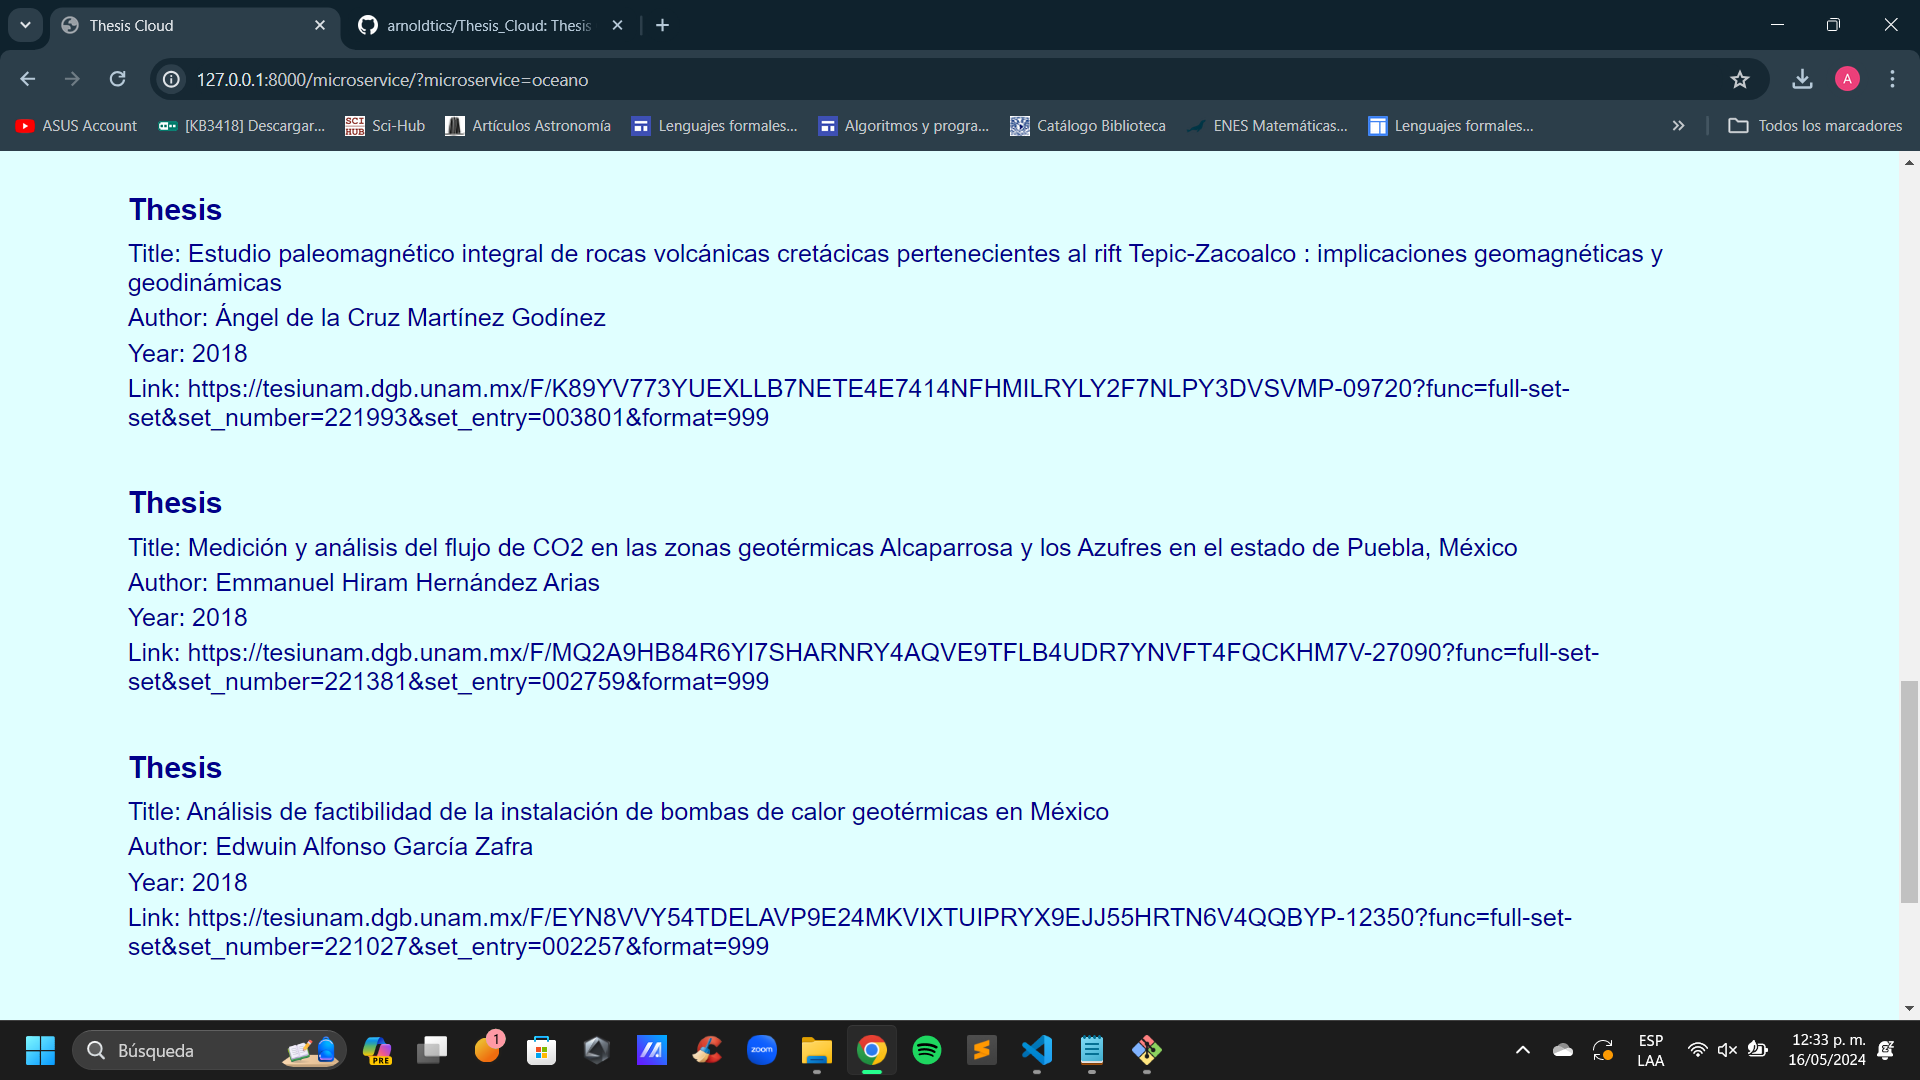 Thesis Cloud
arnoldtics/Thesis_Cloud: Thesis
127.0.0.1:8000/microservice/?microservice=oceano
A
ASUS Account
[KB3418] Descargar...
SCI HUB
Sci-Hub
Artículos Astronomía
Lenguajes formales...
Algoritmos y progra...
Catálogo Biblioteca
ENES Matemáticas...
Lenguajes formales...
Todos los marcadores
Thesis
Title: Estudio paleomagnético integral de rocas volcánicas cretácicas pertenecientes al rift Tepic-Zacoalco : implicaciones geomagnéticas y
geodinámicas
Author: Ángel de la Cruz Martínez Godínez
Year: 2018
Link: https://tesiunam.dgb.unam.mx/F/K89YV773YUEXLLB7NETE4E7414NFHMILRYLY2F7NLPY3DVSVMP-09720?func=full-set-
set&set_number=221993&set_entry=003801&format=999
Thesis
Title: Medición y análisis del flujo de CO2 en las zonas geotérmicas Alcaparrosa y los Azufres en el estado de Puebla, México
Author: Emmanuel Hiram Hernández Arias
Year: 2018
Link: https://tesiunam.dgb.unam.mx/F/MQ2A9HB84R6YI7SHARNRY4AQVE9TFLB4UDR7YNVFT4FQCKHM7V-27090?func=full-set-
set&set_number=221381&set_entry=002759&format=999
Thesis
Title: Análisis de factibilidad de la instalación de bombas de calor geotérmicas en México
Author: Edwuin Alfonso García Zafra
Year: 2018
Link: https://tesiunam.dgb.unam.mx/F/EYN8VVY54TDELAVP9E24MKVIXTUIPRYX9EJJ55HRTN6V4QQBYP-12350?func=full-set-
set&set_number=221027&set_entry=002257&format=999
Búsqueda
PRE
1
zoom
ESP
LAA
12:33 p. m.
16/05/2024